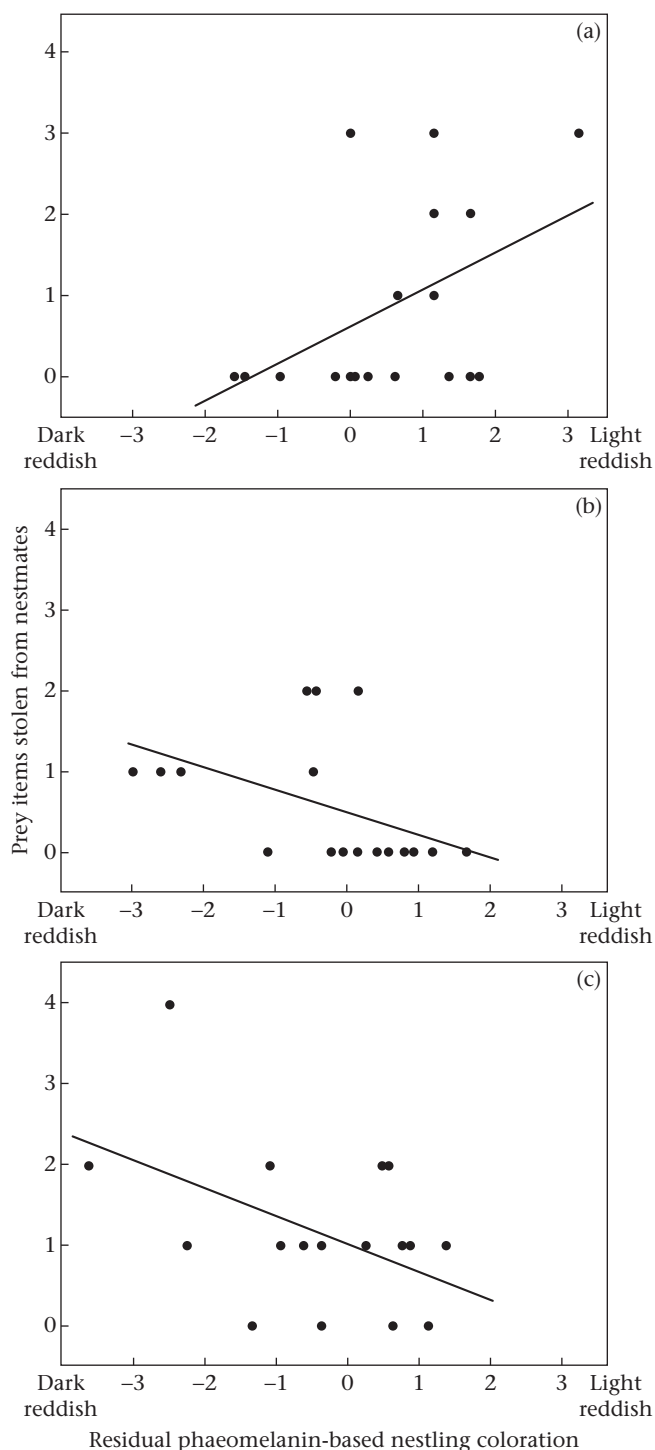 (a)
4
3
2
1
0
Dark reddish −3 −2 −1 0 1 2 3 Light reddish
(b)
Prey items stolen from nestmates
4
3
2
1
0
Dark reddish −3 −2 −1 0 1 2 3 Light reddish
(c)
4
3
2
1
0
Dark reddish −3 −2 −1 0 1 2 3 Light reddish
Residual phaeomelanin-based nestling coloration